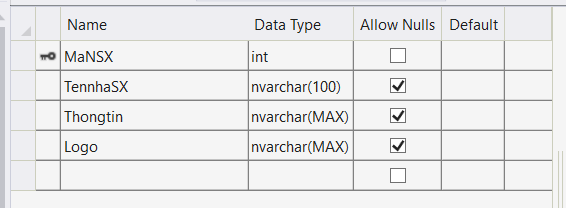 Name Data Type Allow Nulls Default
MaNSX int
TennhaSX nvarchar(100)
Thongtin nvarchar(MAX)
Logo nvarchar(MAX)